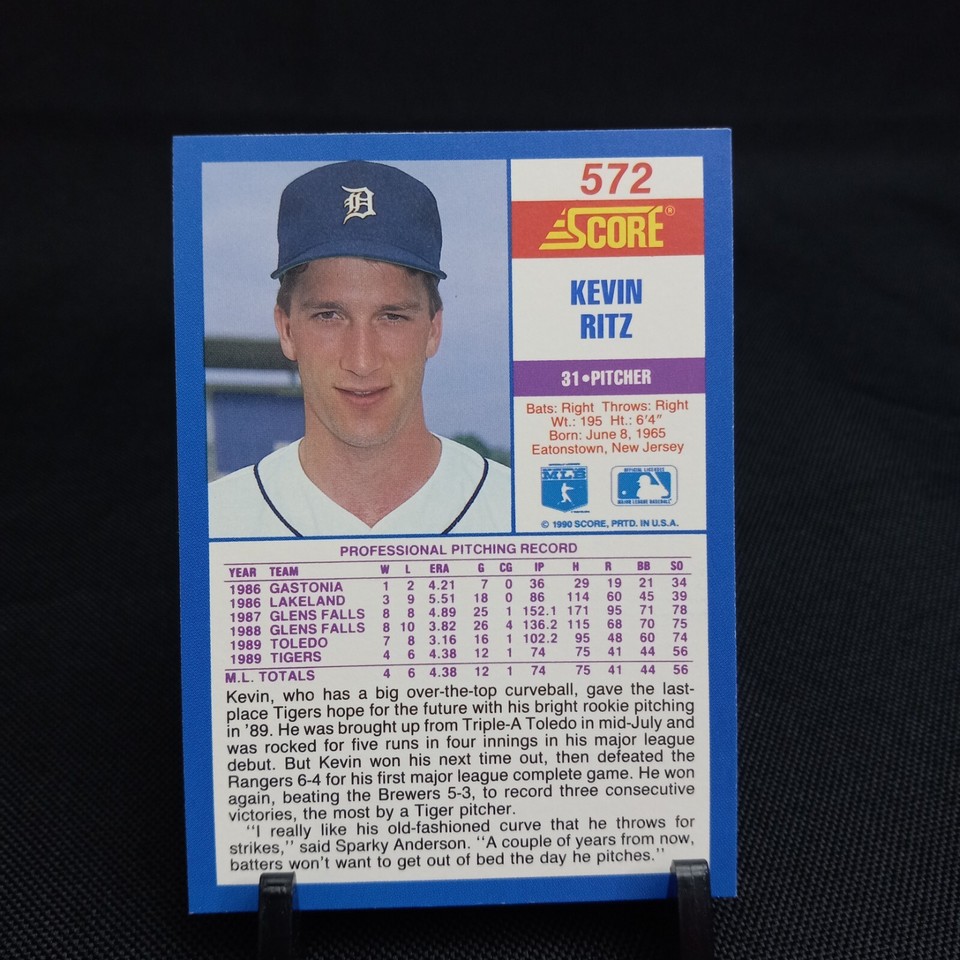 D
572
SCORE®
KEVIN
RITZ
31•PITCHER
Bats: Right Throws: Right
Wt.: 195 Ht.: 6'4"
Born: June 8, 1965
Eatonstown, New Jersey
MLB
MAJOR LEAGUE BASEBALL
© 1990 SCORE, PRTD. IN U.S.A.
PROFESSIONAL PITCHING RECORD
YEAR TEAM W L ERA G CG IP H R BB SO
1986 GASTONIA 1 2 4.21 7 0 36 29 19 21 34
1986 LAKELAND 3 9 5.51 18 0 86 114 60 45 39
1987 GLENS FALLS 8 8 4.89 25 1 152.1 171 95 71 78
1988 GLENS FALLS 8 10 3.82 26 4 136.2 115 68 70 75
1989 TOLEDO 7 8 3.16 16 1 102.2 95 48 60 74
1989 TIGERS 4 6 4.38 12 1 74 75 41 44 56
M.L. TOTALS 4 6 4.38 12 1 74 75 41 44 56
Kevin, who has a big over-the-top curveball, gave the last-
place Tigers hope for the future with his bright rookie pitching
in '89. He was brought up from Triple-A Toledo in mid-July and
was rocked for five runs in four innings in his major league
debut. But Kevin won his next time out, then defeated the
Rangers 6-4 for his first major league complete game. He won
again, beating the Brewers 5-3, to record three consecutive
victories, the most by a Tiger pitcher.
"I really like his old-fashioned curve that he throws for
strikes," said Sparky Anderson. "A couple of years from now,
batters won't want to get out of bed the day he pitches."